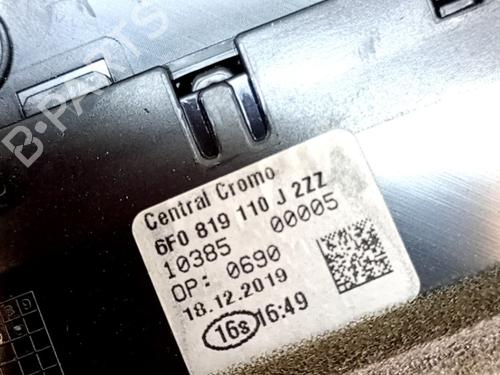 B-PARTS
Central Cromo
6F0 819 110 J 2ZZ
10385 00005
OP: 0690
18.12.2019
16s 16:49